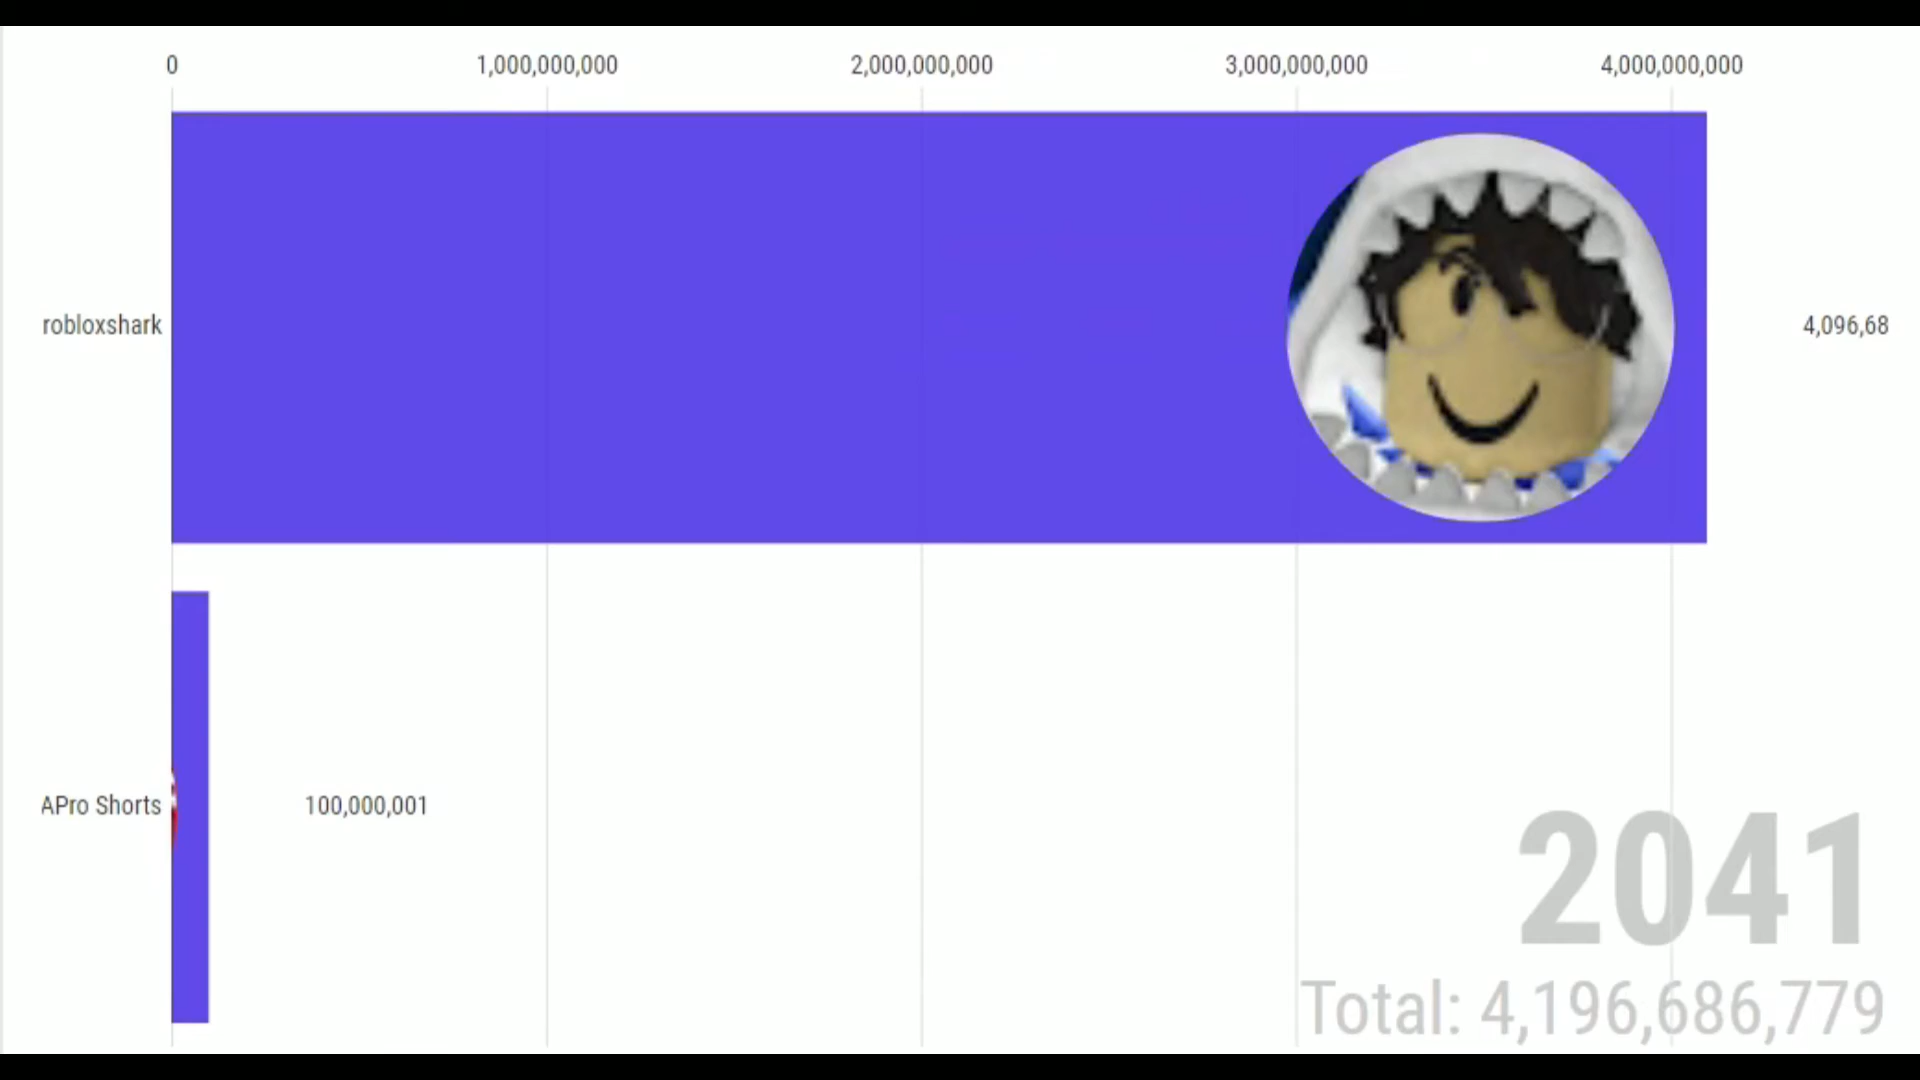 0 1,000,000,000 2,000,000,000 3,000,000,000 4,000,000,000
robloxshark 4,096,68
APro Shorts 100,000,001
2041
Total: 4,196,686,779